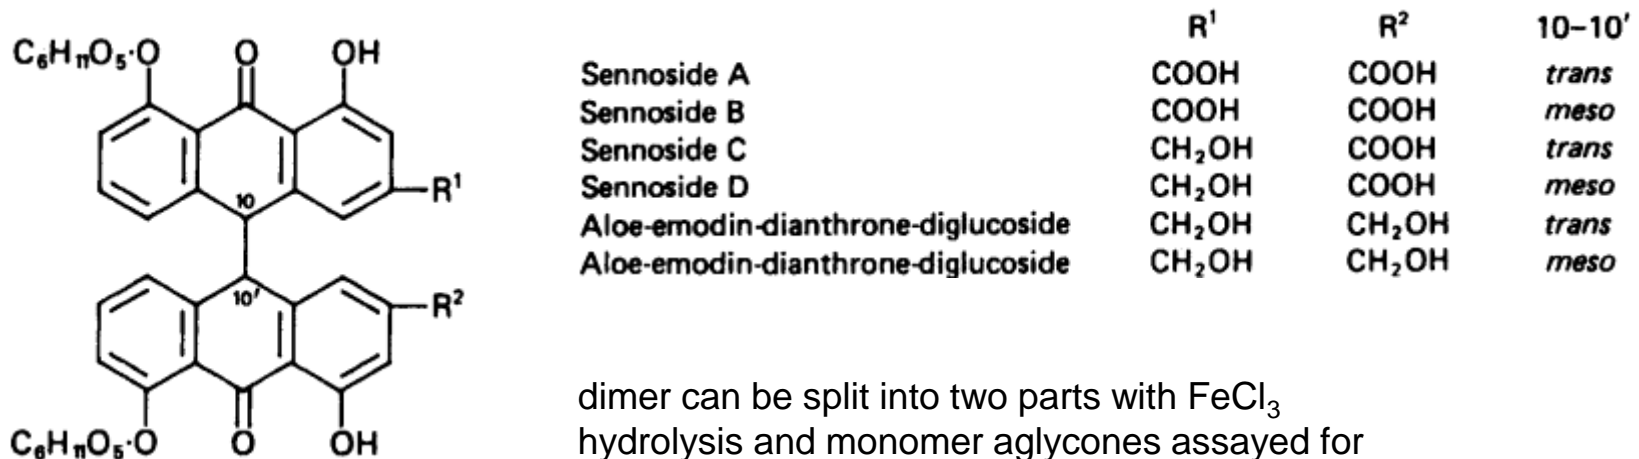 R¹ R² 10–10'
C₆H₁₁O₅·O O OH
Sennoside A COOH COOH trans
Sennoside B COOH COOH meso
Sennoside C CH₂OH COOH trans
Sennoside D CH₂OH COOH meso
Aloe-emodin-dianthrone-diglucoside CH₂OH CH₂OH trans
Aloe-emodin-dianthrone-diglucoside CH₂OH CH₂OH meso
R¹
10
10'
R²
C₆H₁₁O₅·O O OH
dimer can be split into two parts with FeCl₃
hydrolysis and monomer aglycones assayed for